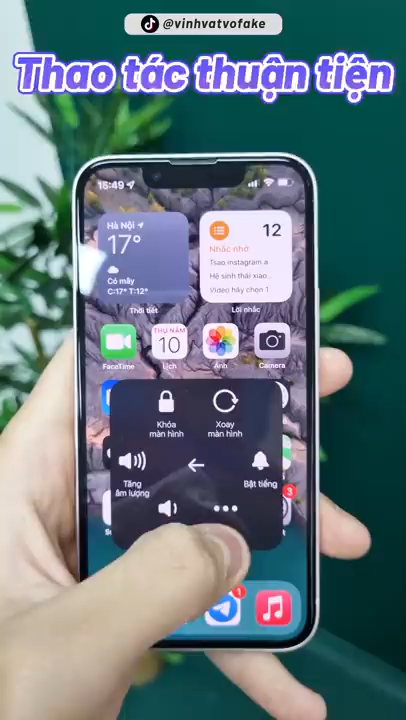 @vinhvatvofake
Thao tác thuận tiện
15:49
Hà Nội
17°
Có mây
C:17° T:12°
Thời tiết
12
Nhắc nhở
Tsao instagram a
Hệ sinh thái xiao...
Video hãy chọn 1
Lời nhắc
THỨ NĂM
10
FaceTime
Lịch
Ảnh
Camera
Khóa
màn hình
Xoay
màn hình
Tăng
âm lượng
Bật tiếng
3
1